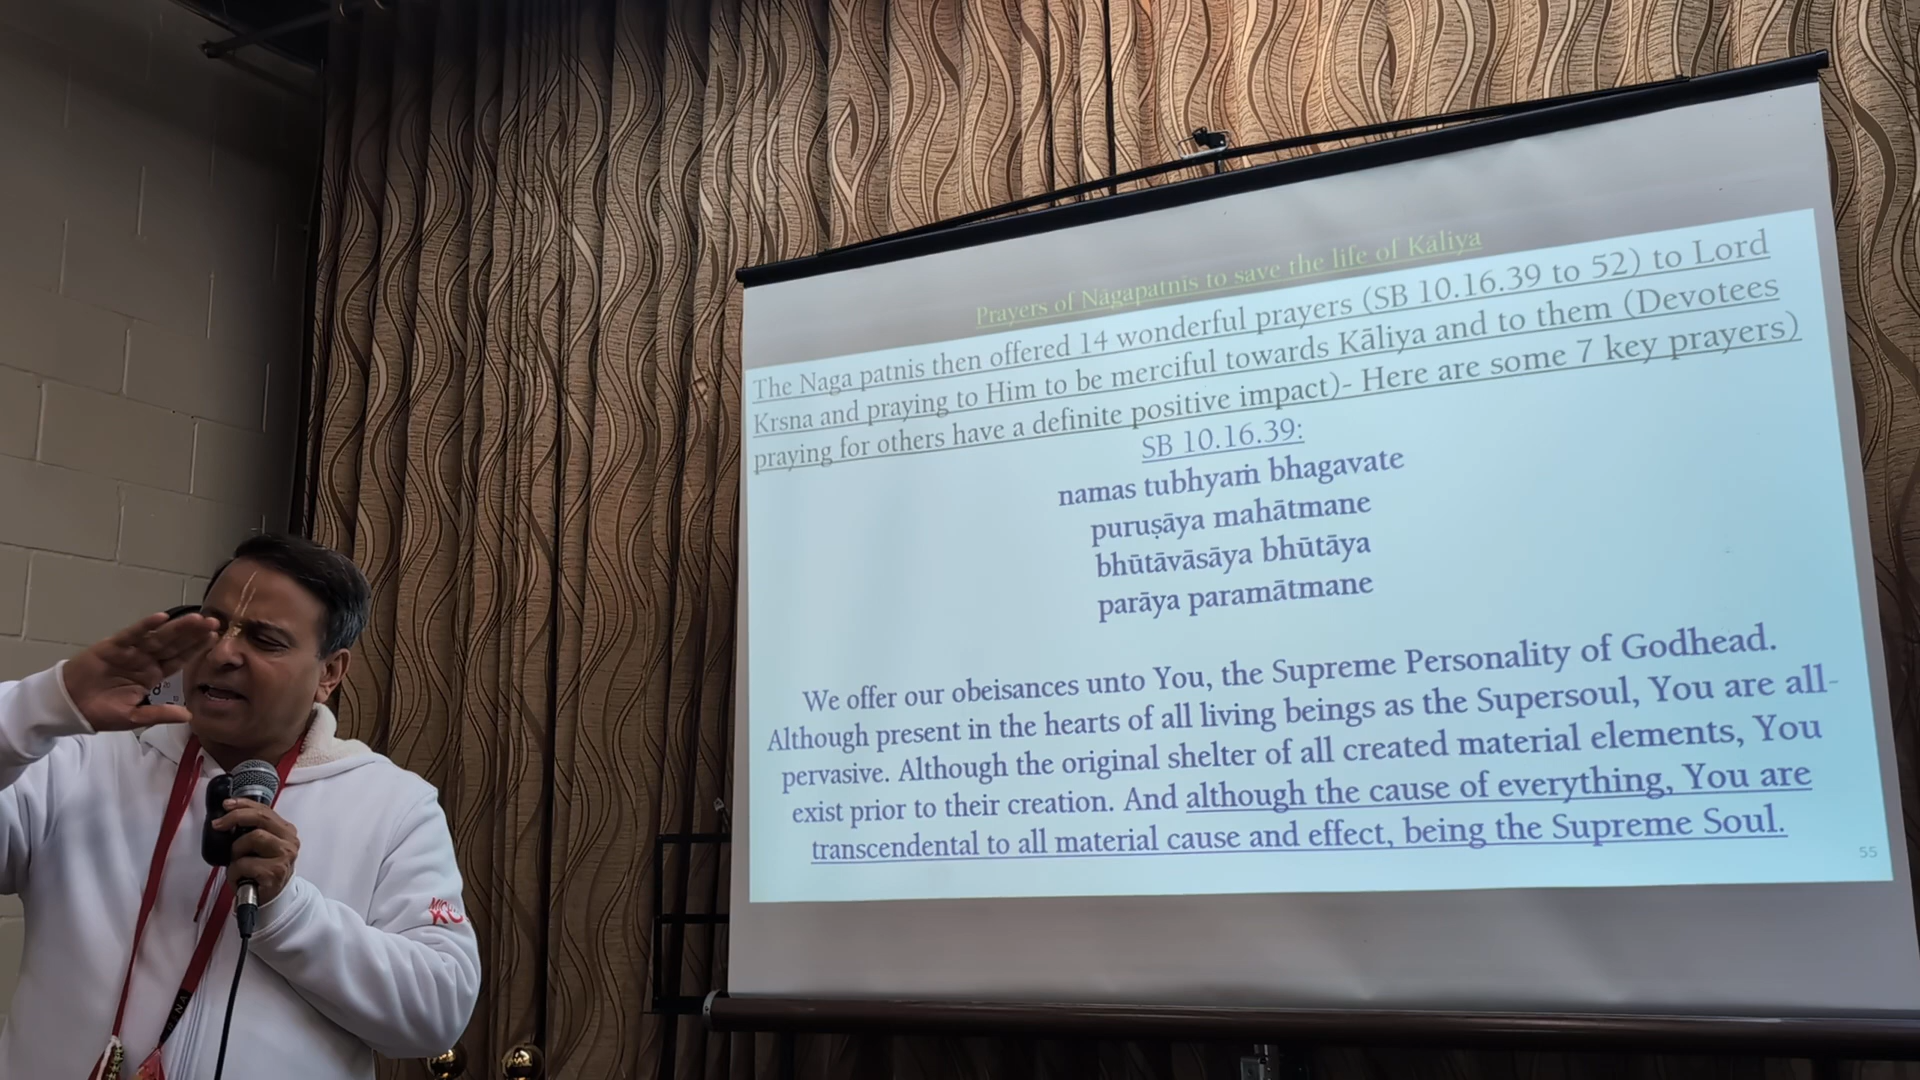 Prayers of Nāgapatnis to save the life of Kāliya
The Naga patnis then offered 14 wonderful prayers (SB 10.16.39 to 52) to Lord
Krsna and praying to Him to be merciful towards Kāliya and to them (Devotees
praying for others have a definite positive impact)- Here are some 7 key prayers)
SB 10.16.39:
namas tubhyaṁ bhagavate
puruṣāya mahātmane
bhūtāvāsāya bhūtāya
parāya paramātmane
We offer our obeisances unto You, the Supreme Personality of Godhead.
Although present in the hearts of all living beings as the Supersoul, You are all-
pervasive. Although the original shelter of all created material elements, You
exist prior to their creation. And although the cause of everything, You are
transcendental to all material cause and effect, being the Supreme Soul.
55